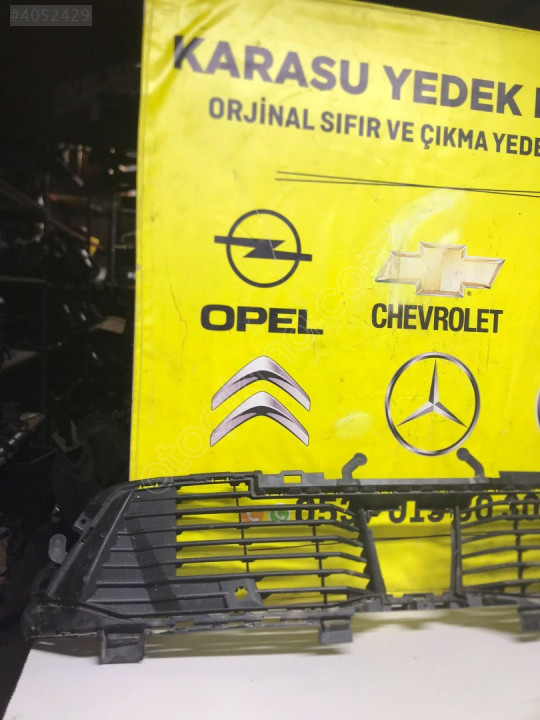 #4052429
KARASU YEDEK
ORJİNAL SIFIR VE ÇIKMA YEDE
OPEL
CHEVROLET